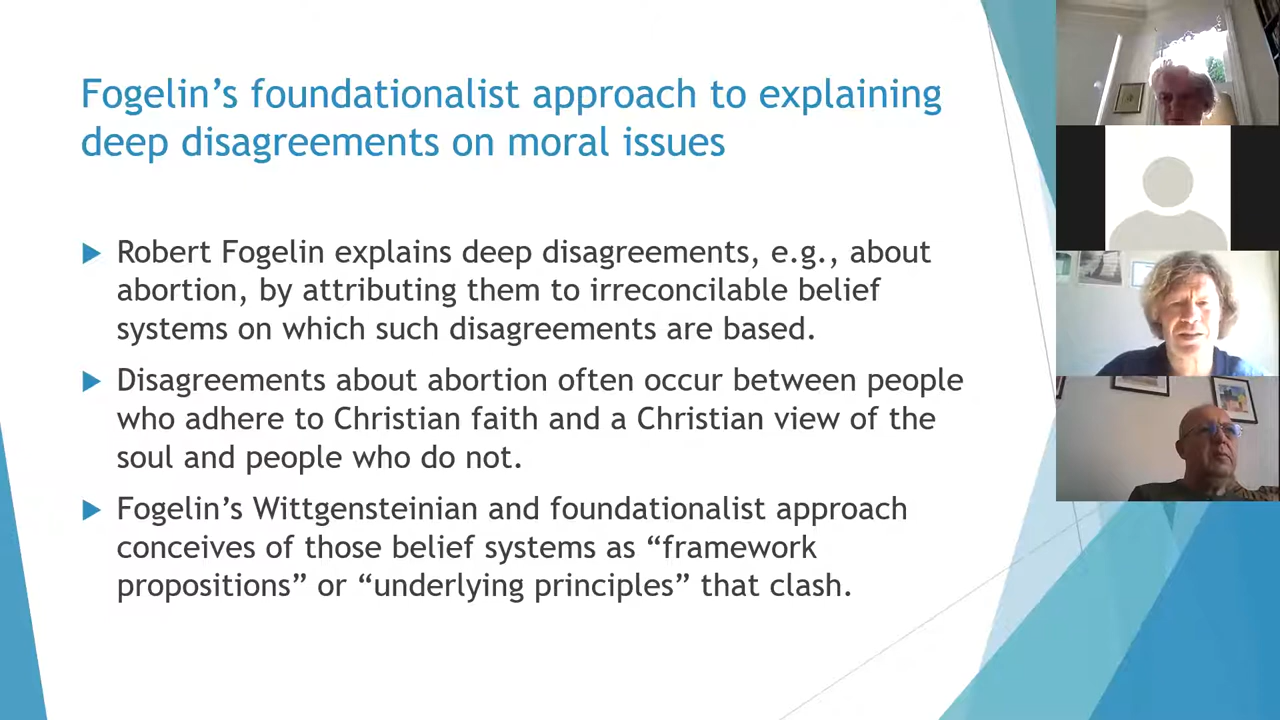 Fogelin’s foundationalist approach to explaining
deep disagreements on moral issues
Robert Fogelin explains deep disagreements, e.g., about
abortion, by attributing them to irreconcilable belief
systems on which such disagreements are based.
Disagreements about abortion often occur between people
who adhere to Christian faith and a Christian view of the
soul and people who do not.
Fogelin’s Wittgensteinian and foundationalist approach
conceives of those belief systems as “framework
propositions” or “underlying principles” that clash.